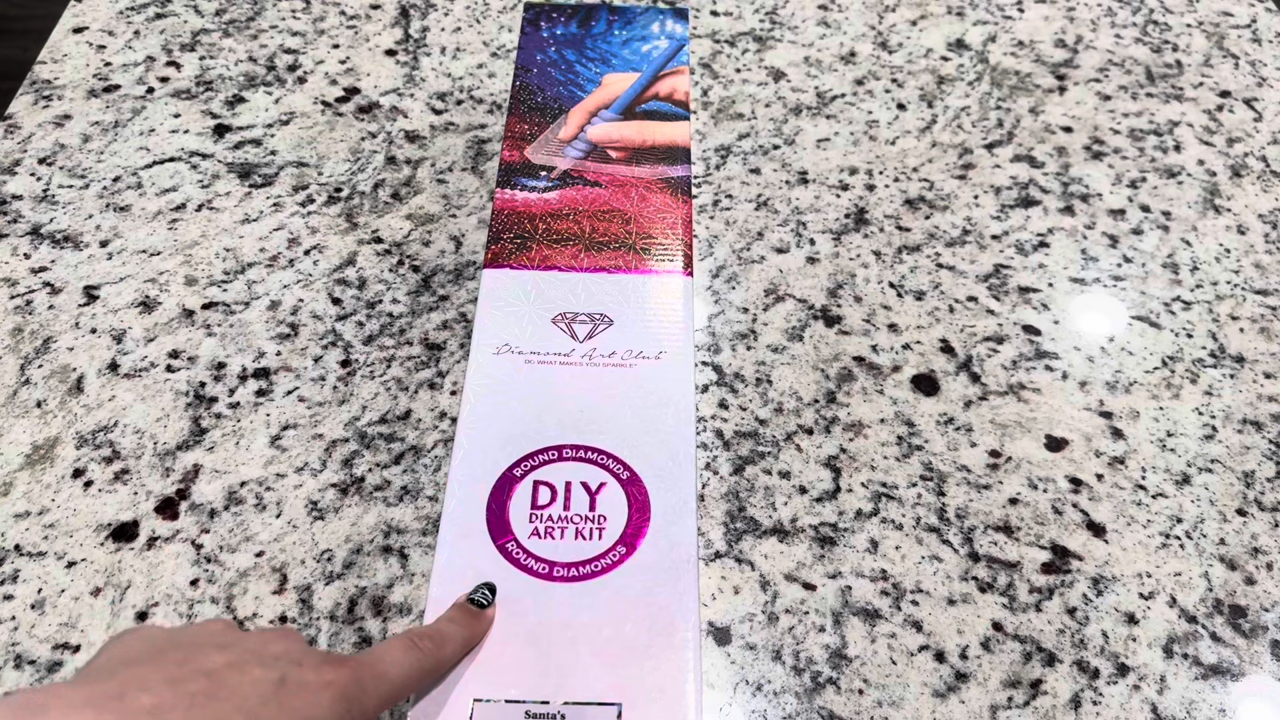 Diamond Art Club
DO WHAT MAKES YOU SPARKLE
ROUND DIAMONDS
DIY
DIAMOND
ART KIT
ROUND DIAMONDS
Santa's